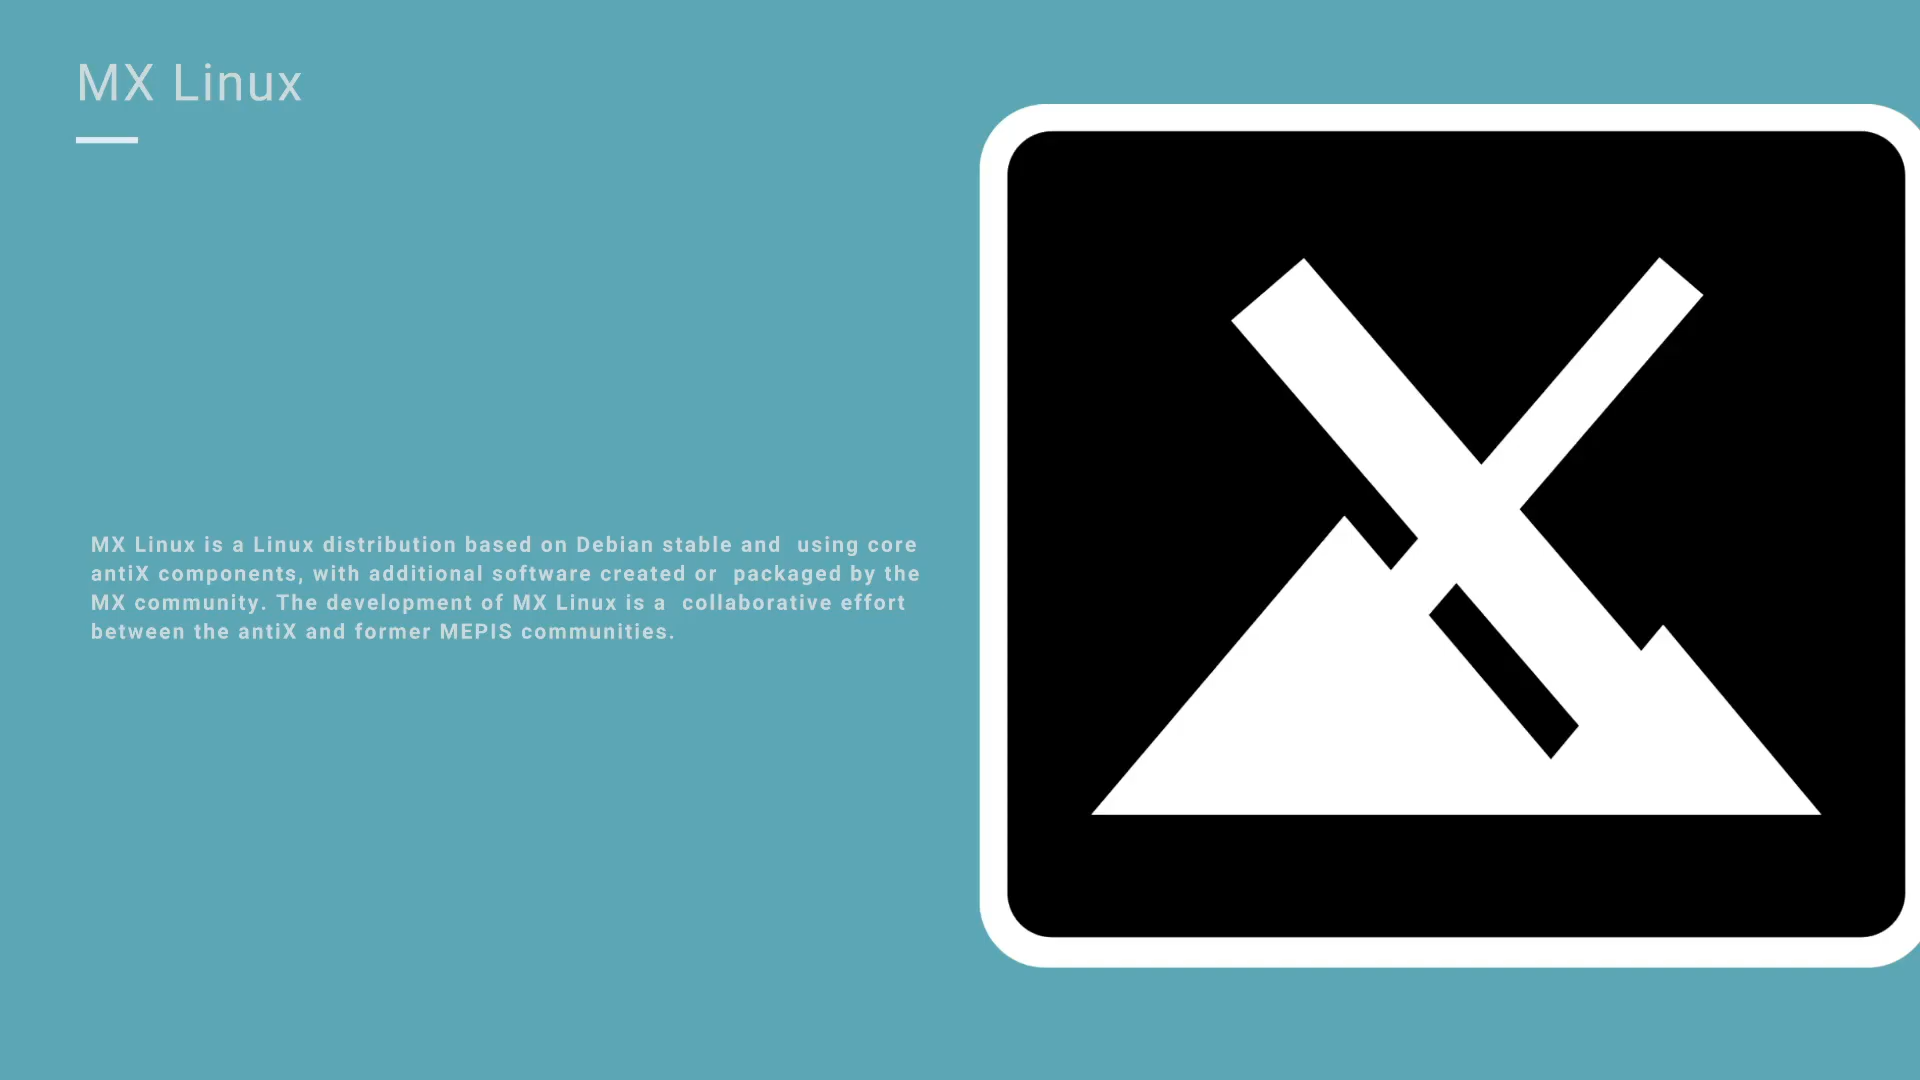 MX Linux
MX Linux is a Linux distribution based on Debian stable and  using core
antiX components, with additional software created or  packaged by the
MX community. The development of MX Linux is a  collaborative effort
between the antiX and former MEPIS communities.